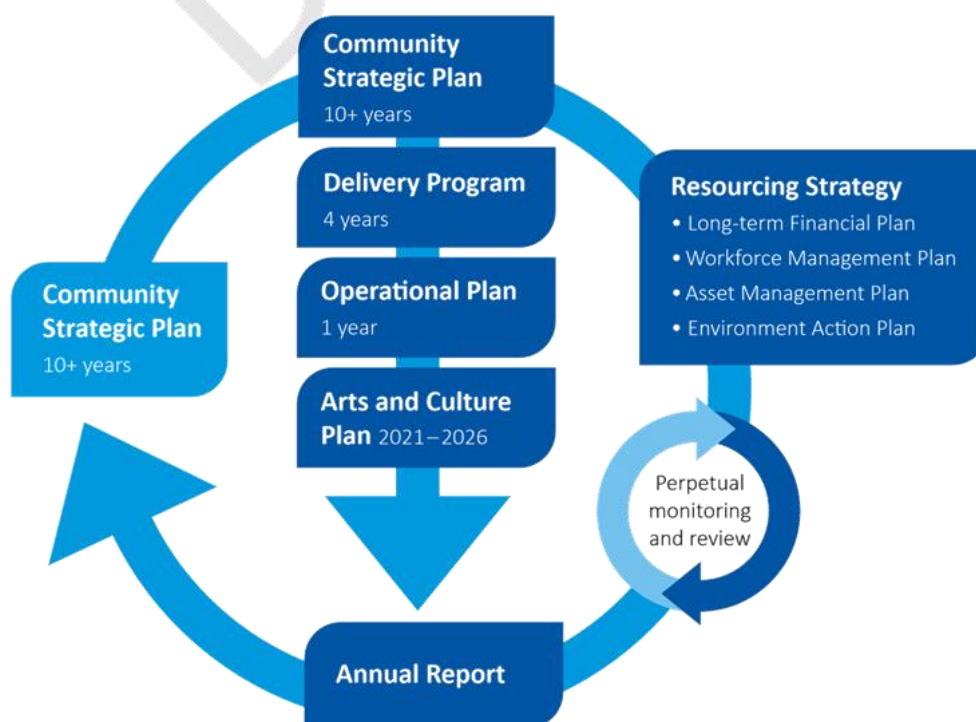 Community
Strategic Plan
10+ years
Delivery Program
4 years
Operational Plan
1 year
Arts and Culture
Plan 2021–2026
Resourcing Strategy
• Long-term Financial Plan
• Workforce Management Plan
• Asset Management Plan
• Environment Action Plan
Perpetual
monitoring
and review
Annual Report
Community
Strategic Plan
10+ years